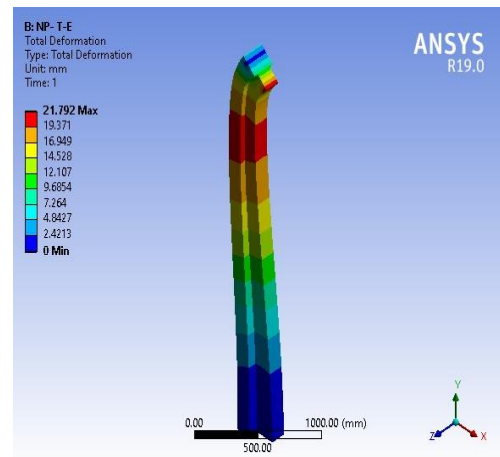 B: NP- T-E
Total Deformation
Type: Total Deformation
Unit: mm
Time: 1
ANSYS
R19.0
21.792 Max
19.371
16.949
14.528
12.107
9.6854
7.264
4.8427
2.4213
0 Min
0.00 1000.00 (mm)
500.00
Y
Z X